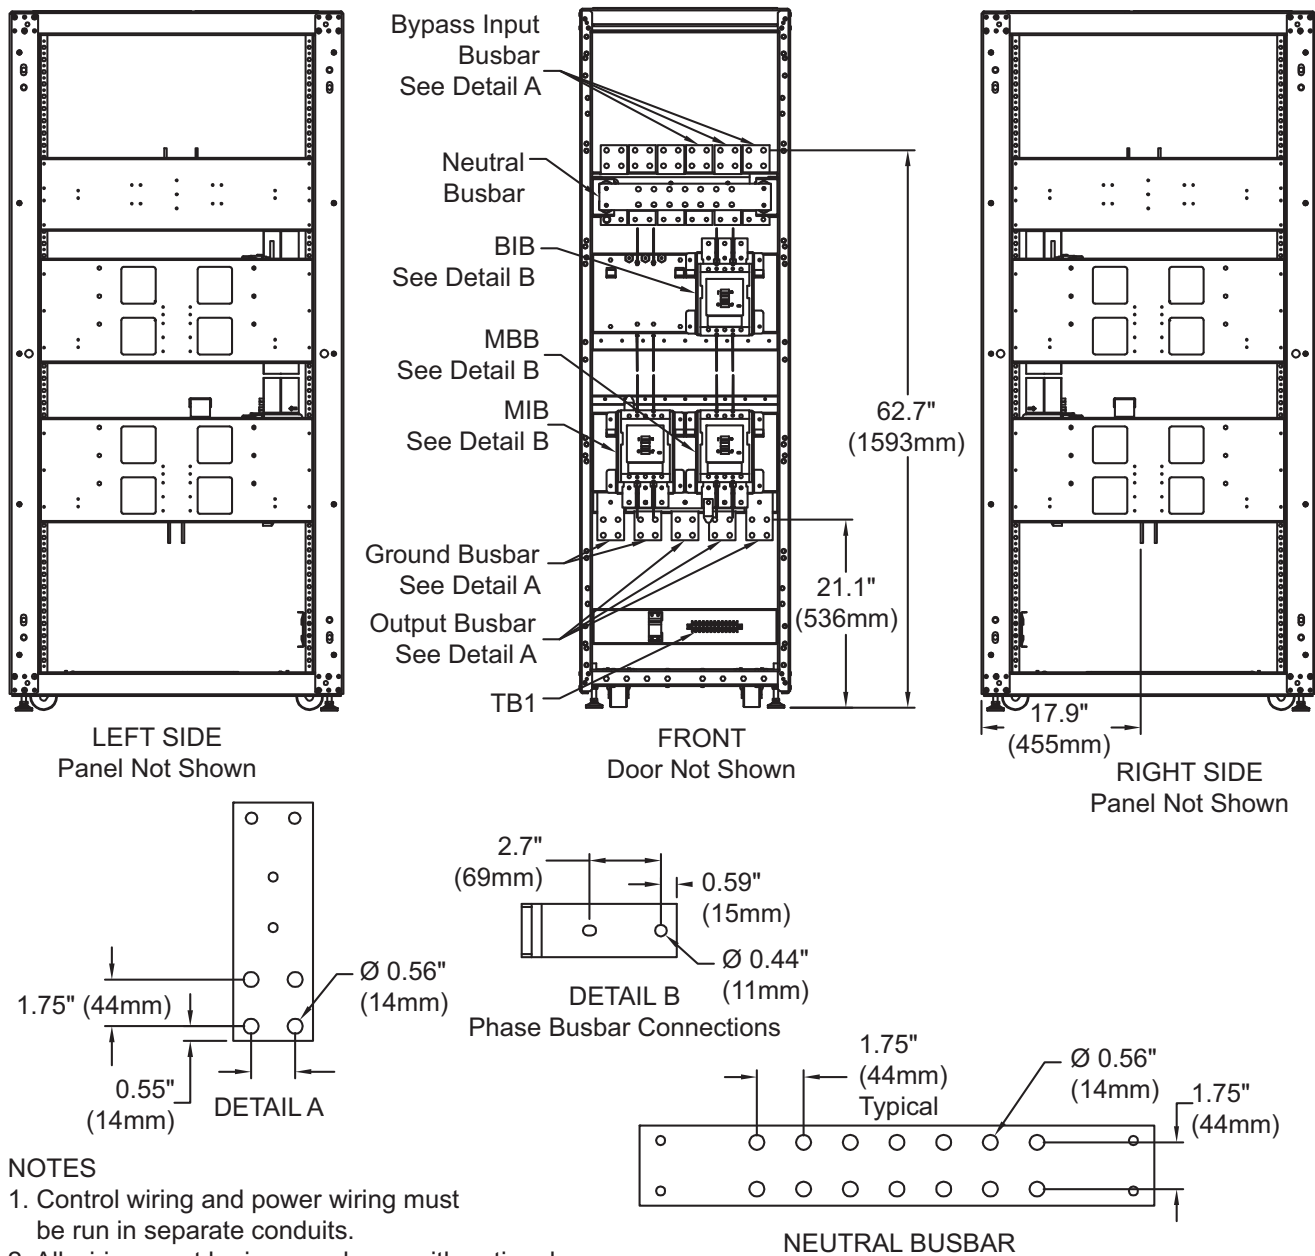 Bypass Input
Busbar
See Detail A
Neutral
Busbar
BIB
See Detail B
MBB
See Detail B
MIB
See Detail B
Ground Busbar
See Detail A
Output Busbar
See Detail A
TB1
62.7"
(1593mm)
21.1"
(536mm)
17.9"
(455mm)
LEFT SIDE
Panel Not Shown
FRONT
Door Not Shown
RIGHT SIDE
Panel Not Shown
1.75" (44mm)
0.55"
(14mm)
Ø 0.56"
(14mm)
DETAIL A
2.7"
(69mm)
0.59"
(15mm)
Ø 0.44"
(11mm)
DETAIL B
Phase Busbar Connections
1.75"
(44mm)
Typical
Ø 0.56"
(14mm)
1.75"
(44mm)
NEUTRAL BUSBAR
NOTES
1. Control wiring and power wiring must
be run in separate conduits.